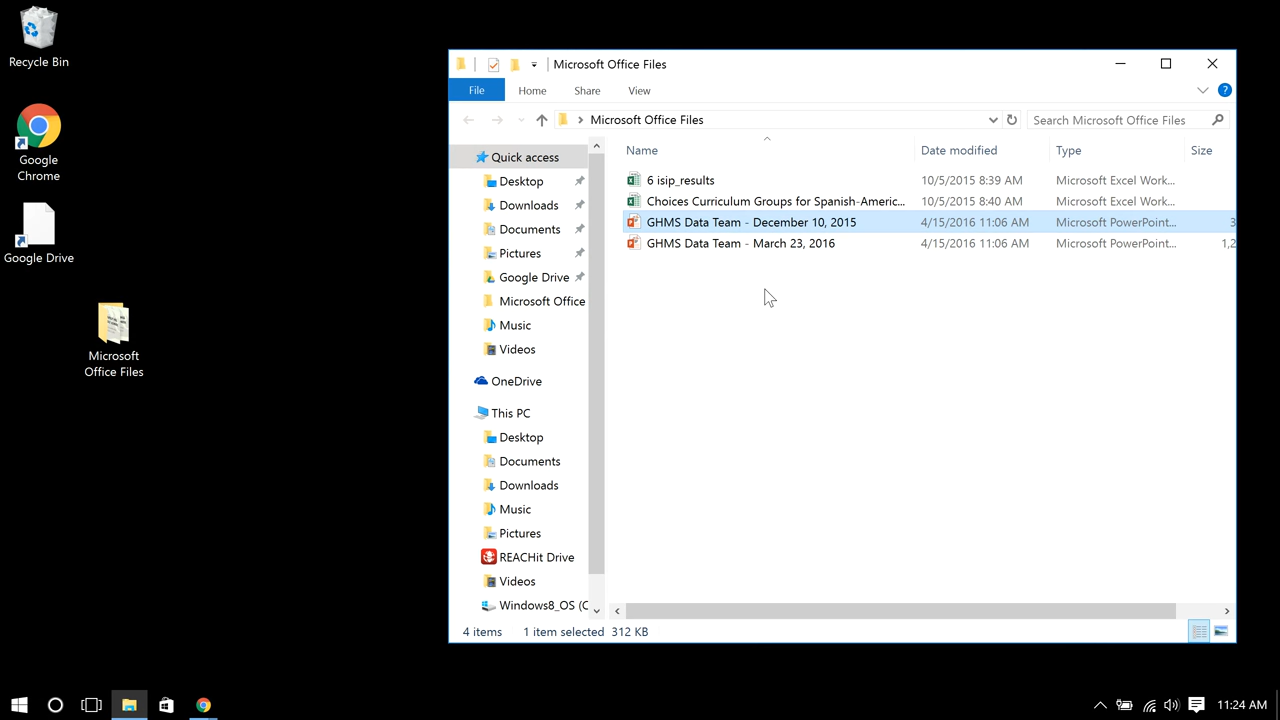 Recycle Bin
Google
Chrome
Google Drive
Microsoft
Office Files
Microsoft Office Files
File Home Share View
Microsoft Office Files
Search Microsoft Office Files
Name Date modified Type Size
6 isip_results 10/5/2015 8:39 AM Microsoft Excel Work...
Choices Curriculum Groups for Spanish-Americ... 10/5/2015 8:40 AM Microsoft Excel Work...
GHMS Data Team - December 10, 2015 4/15/2016 11:06 AM Microsoft PowerPoint... 3
GHMS Data Team - March 23, 2016 4/15/2016 11:06 AM Microsoft PowerPoint... 1,2
Quick access
Desktop
Downloads
Documents
Pictures
Google Drive
Microsoft Office
Music
Videos
OneDrive
This PC
Desktop
Documents
Downloads
Music
Pictures
REACHit Drive
Videos
Windows8_OS (C
4 items 1 item selected 312 KB
11:24 AM